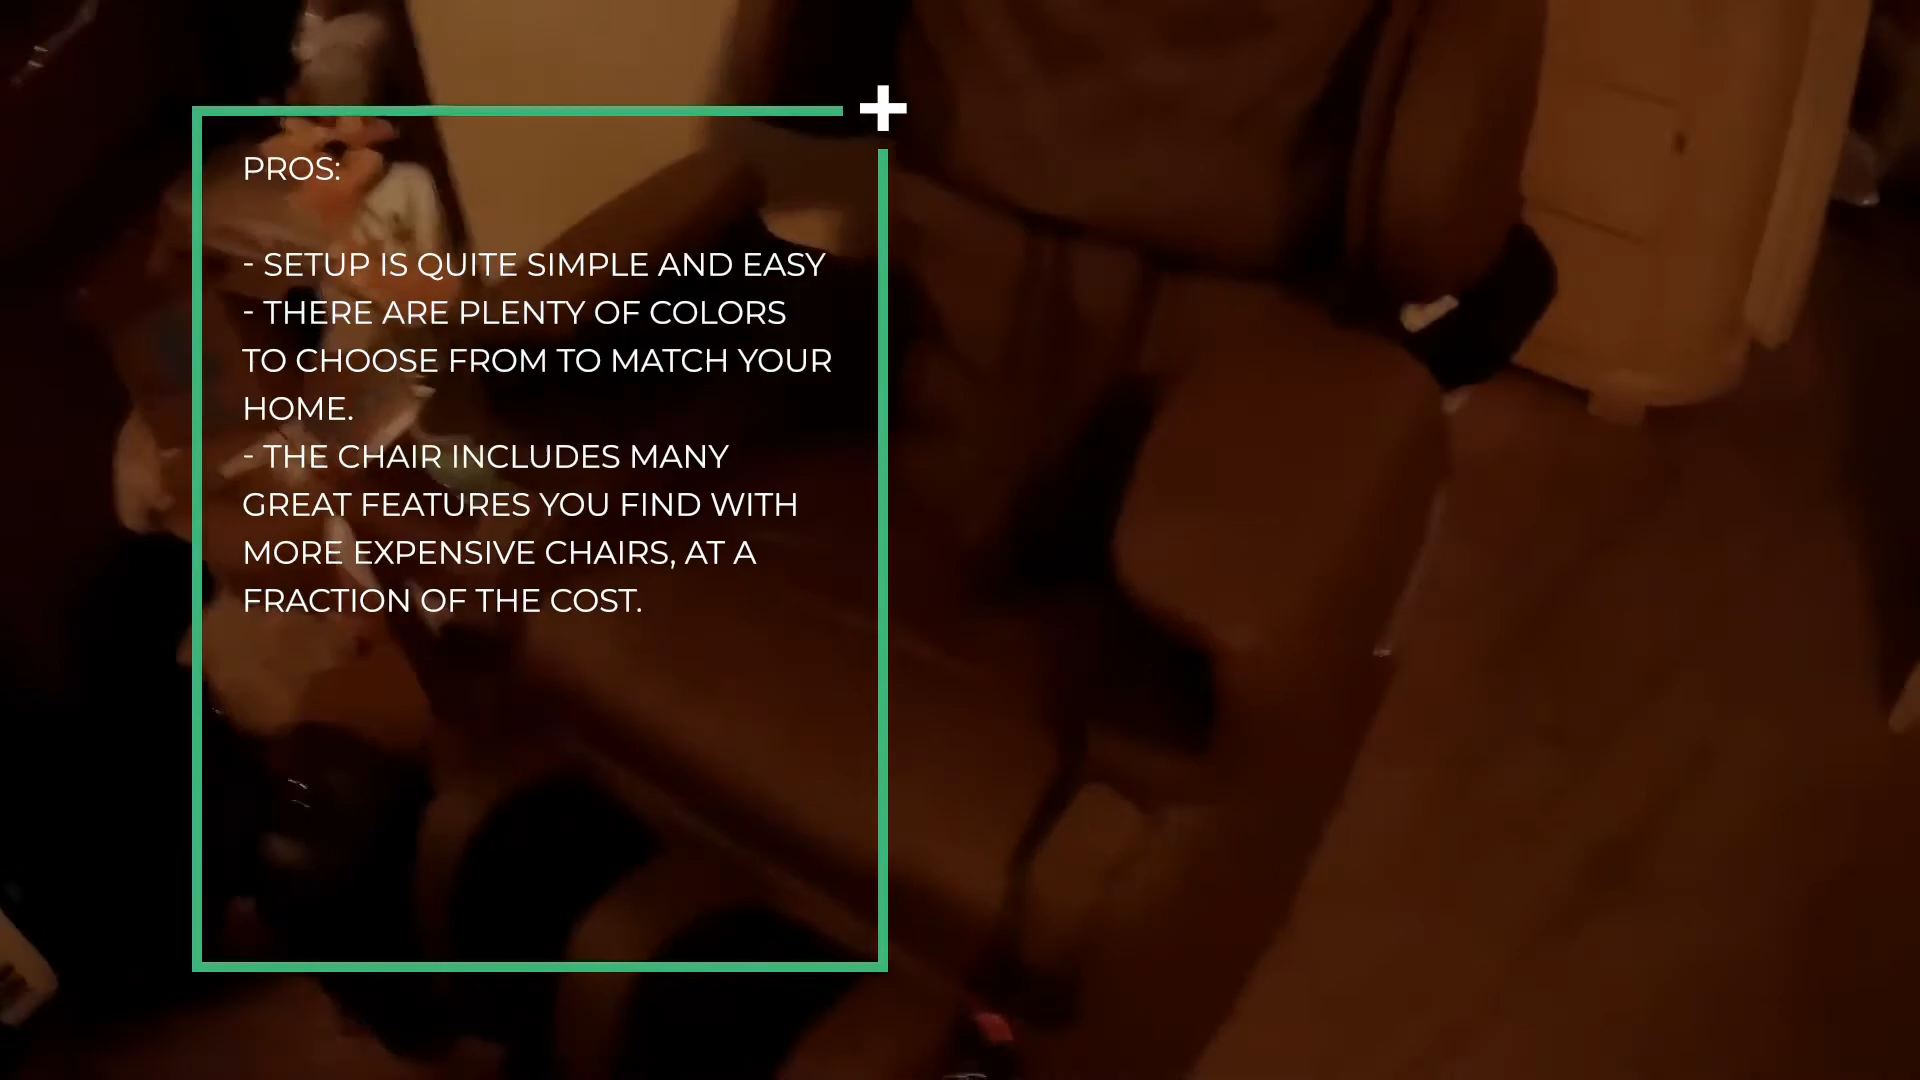 PROS:
- SETUP IS QUITE SIMPLE AND EASY
- THERE ARE PLENTY OF COLORS
TO CHOOSE FROM TO MATCH YOUR
HOME.
- THE CHAIR INCLUDES MANY
GREAT FEATURES YOU FIND WITH
MORE EXPENSIVE CHAIRS, AT A
FRACTION OF THE COST.